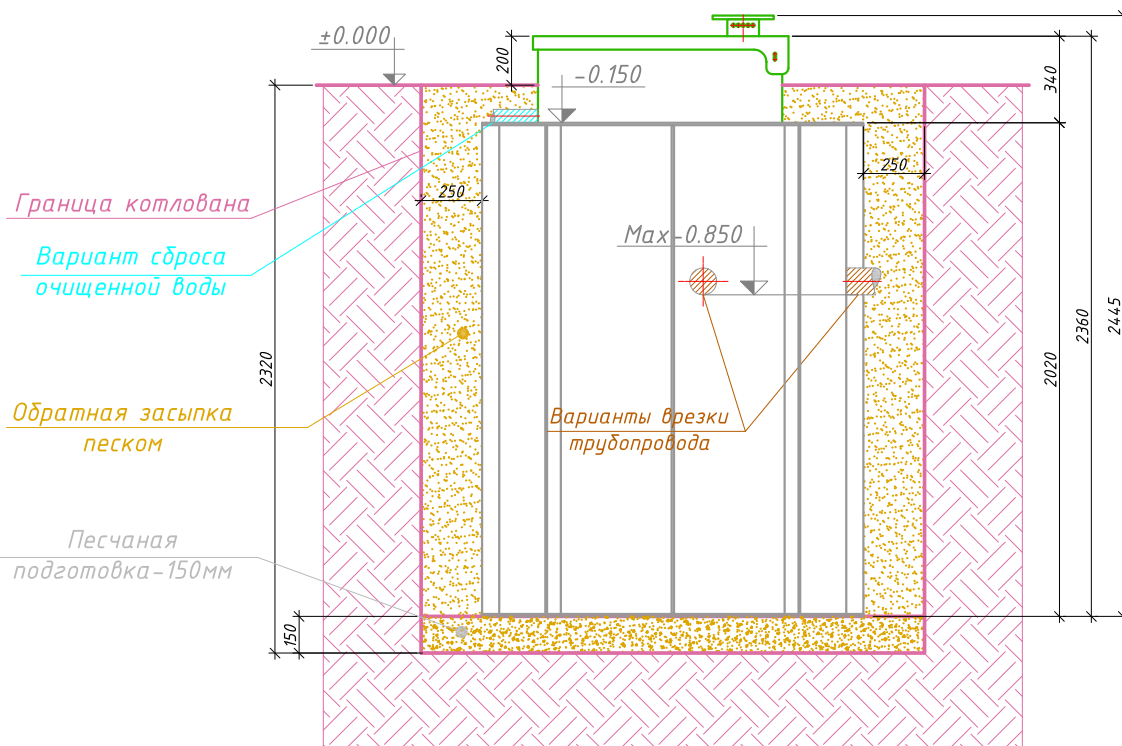 ±0.000
200
-0.150
340
250
250
Граница котлована
Вариант сброса
очищенной воды
Max-0.850
2445
2360
2320
2020
Обратная засыпка
песком
Варианты врезки
трубопровода
Песчаная
подготовка-150мм
150